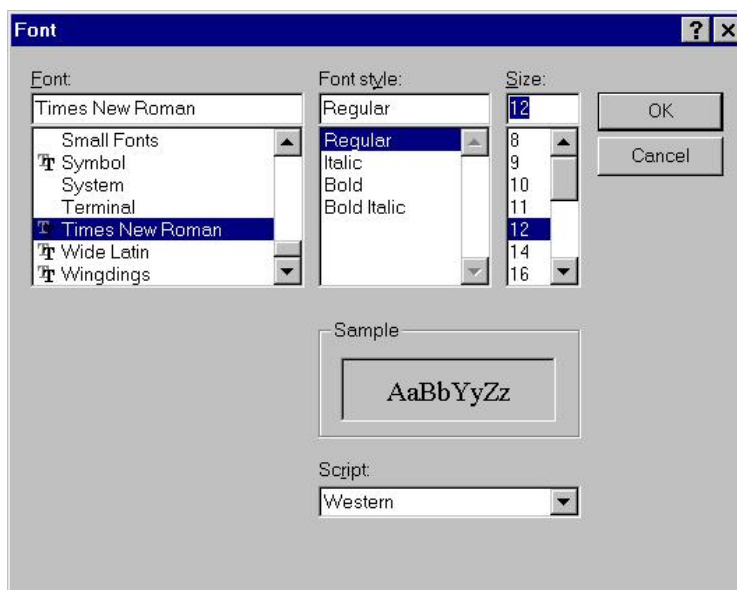 Font
Font:
Times New Roman
Small Fonts
Symbol
System
Terminal
Times New Roman
Wide Latin
Wingdings
Font style:
Regular
Regular
Italic
Bold
Bold Italic
Size:
12
8
9
10
11
12
14
16
OK
Cancel
Sample
AaBbYyZz
Script:
Western